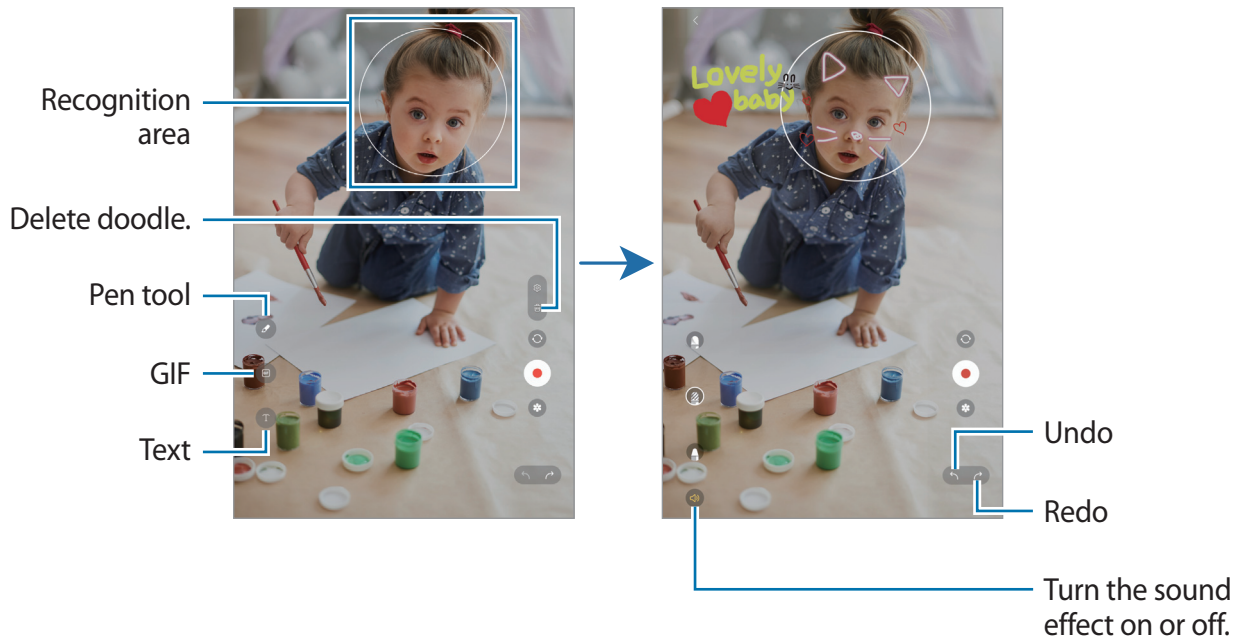 Recognition
area
Delete doodle.
Pen tool
GIF
Text
Lovely
baby
Undo
Redo
Turn the sound
effect on or off.